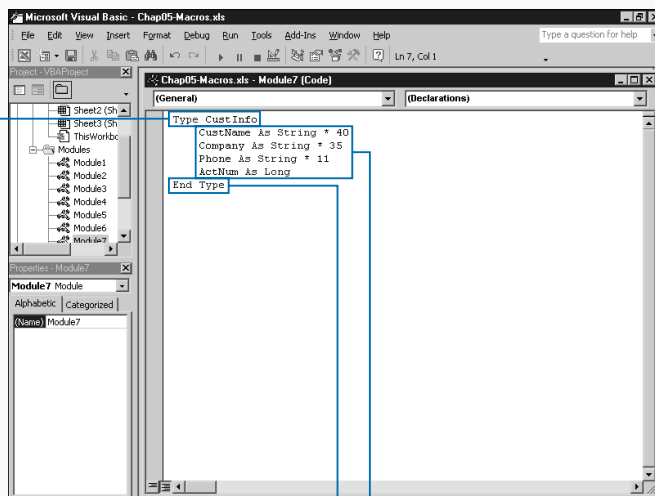 Microsoft Visual Basic - Chap05-Macros.xls
File Edit View Insert Format Debug Run Tools Add-Ins Window Help
Type a question for help
Ln 7, Col 1
Project - VBAProject
Sheet2 (Sh
Sheet3 (Sh
ThisWorkbo
Modules
Module1
Module2
Module3
Module4
Module5
Module6
Module7
Properties - Module7
Module7 Module
Alphabetic Categorized
(Name) Module7
Chap05-Macros.xls - Module7 (Code)
(General) (Declarations)
Type CustInfo
CustName As String * 40
Company As String * 35
Phone As String * 11
ActNum As Long
End Type